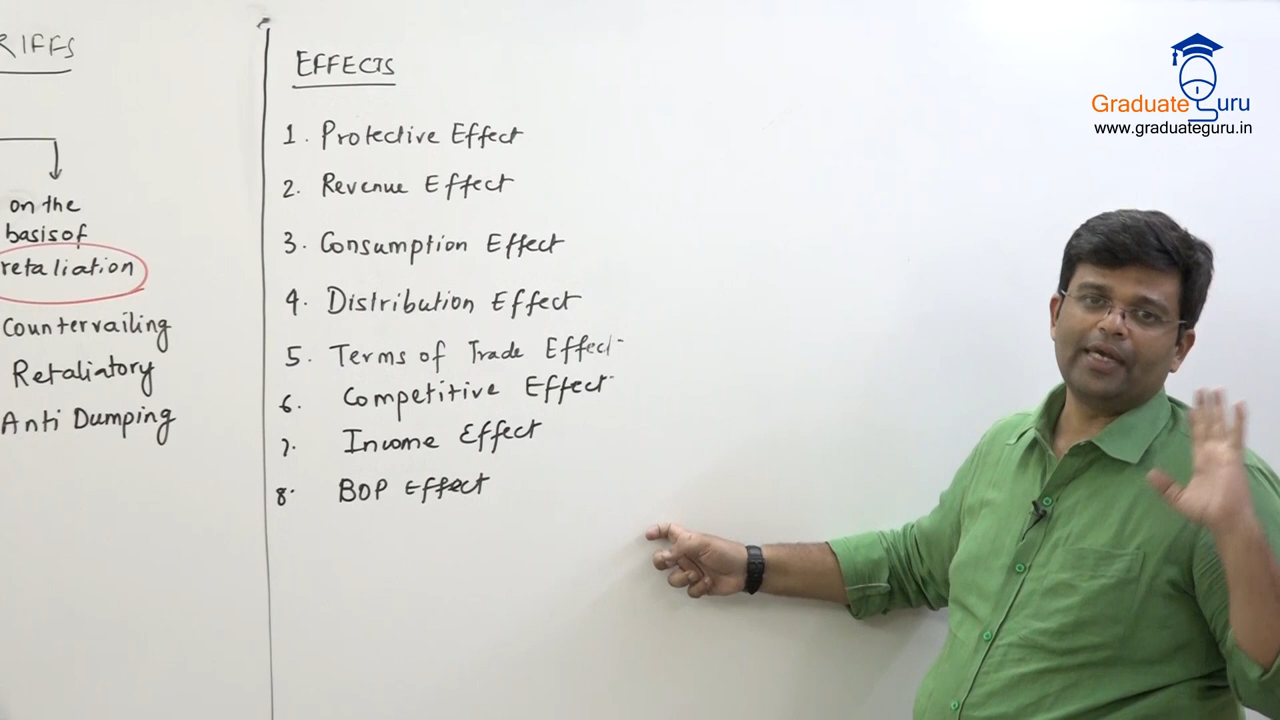 RIFFS
on the
basis of
retaliation
Countervailing
Retaliatory
Anti Dumping
EFFECTS
1. Protective Effect
2. Revenue Effect
3. Consumption Effect
4. Distribution Effect
5. Terms of Trade Effect
6. Competitive Effect
7. Income Effect
8. BOP Effect
Graduate Guru
www.graduateguru.in